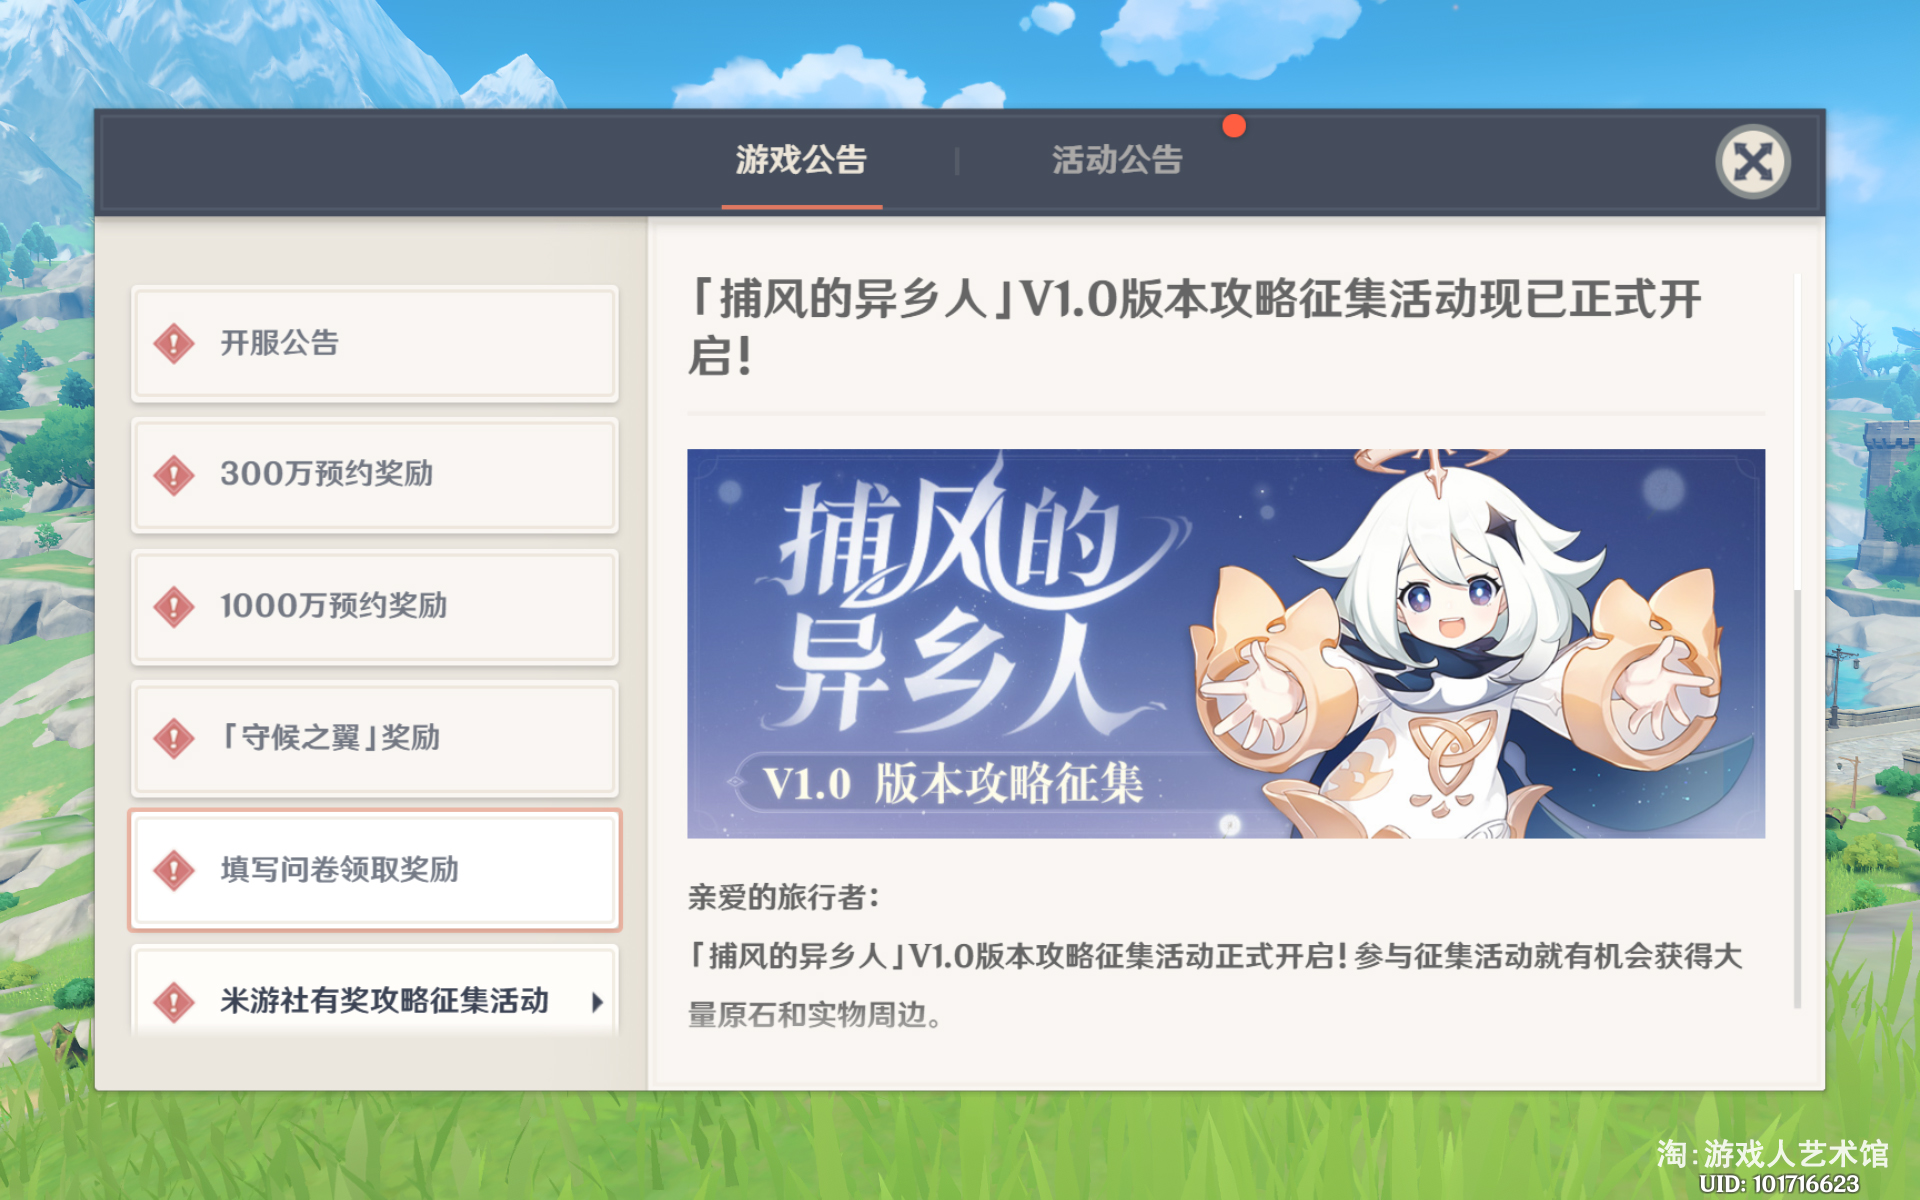 游戏公告
活动公告
开服公告
300万预约奖励
1000万预约奖励
「守候之翼」奖励
填写问卷领取奖励
米游社有奖攻略征集活动
「捕风的异乡人」V1.0版本攻略征集活动现已正式开
启！
捕风的
异乡人
V1.0 版本攻略征集
亲爱的旅行者：
「捕风的异乡人」V1.0版本攻略征集活动正式开启！参与征集活动就有机会获得大
量原石和实物周边。
淘:游戏人艺术馆
UID: 101716623